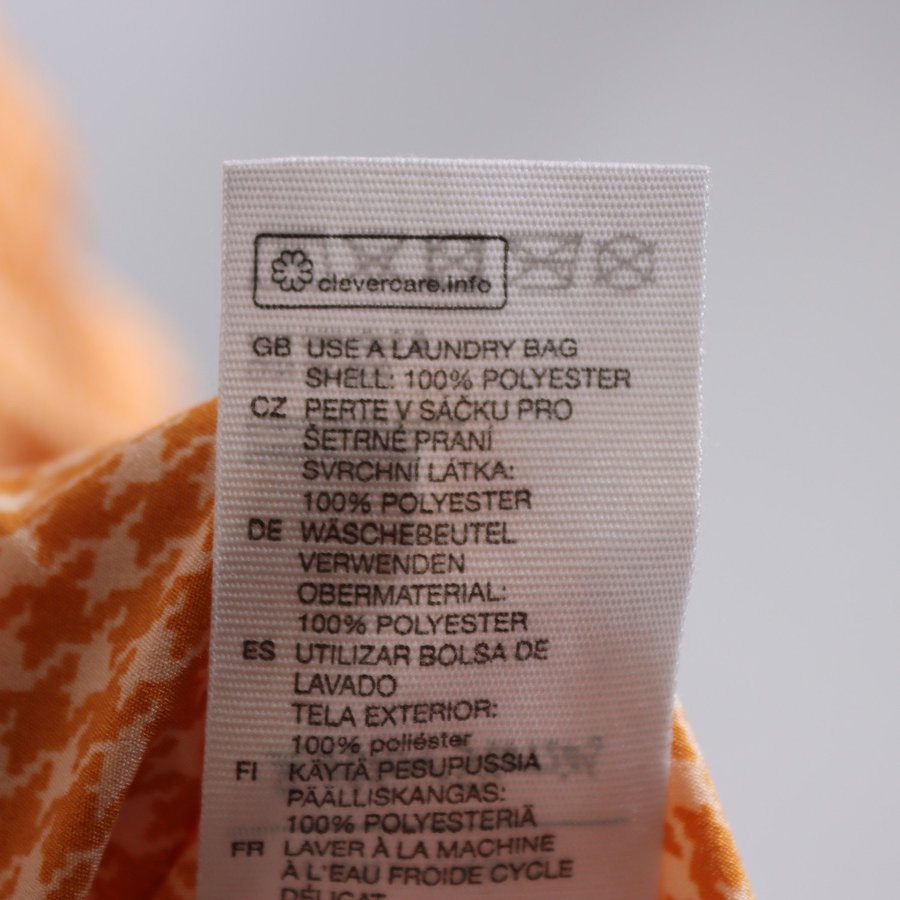 clevercare.info
GB USE A LAUNDRY BAG
SHELL: 100% POLYESTER
CZ PERTE V SÁČKU PRO
ŠETRNÉ PRANÍ
SVRCHNÍ LÁTKA:
100% POLYESTER
DE WÄSCHEBEUTEL
VERWENDEN
OBERMATERIAL:
100% POLYESTER
ES UTILIZAR BOLSA DE
LAVADO
TELA EXTERIOR:
100% poliéster
FI KÄYTÄ PESUPUSSIA
PÄÄLLISKANGAS:
100% POLYESTERIÄ
FR LAVER À LA MACHINE
À L'EAU FROIDE CYCLE
DÉLICAT